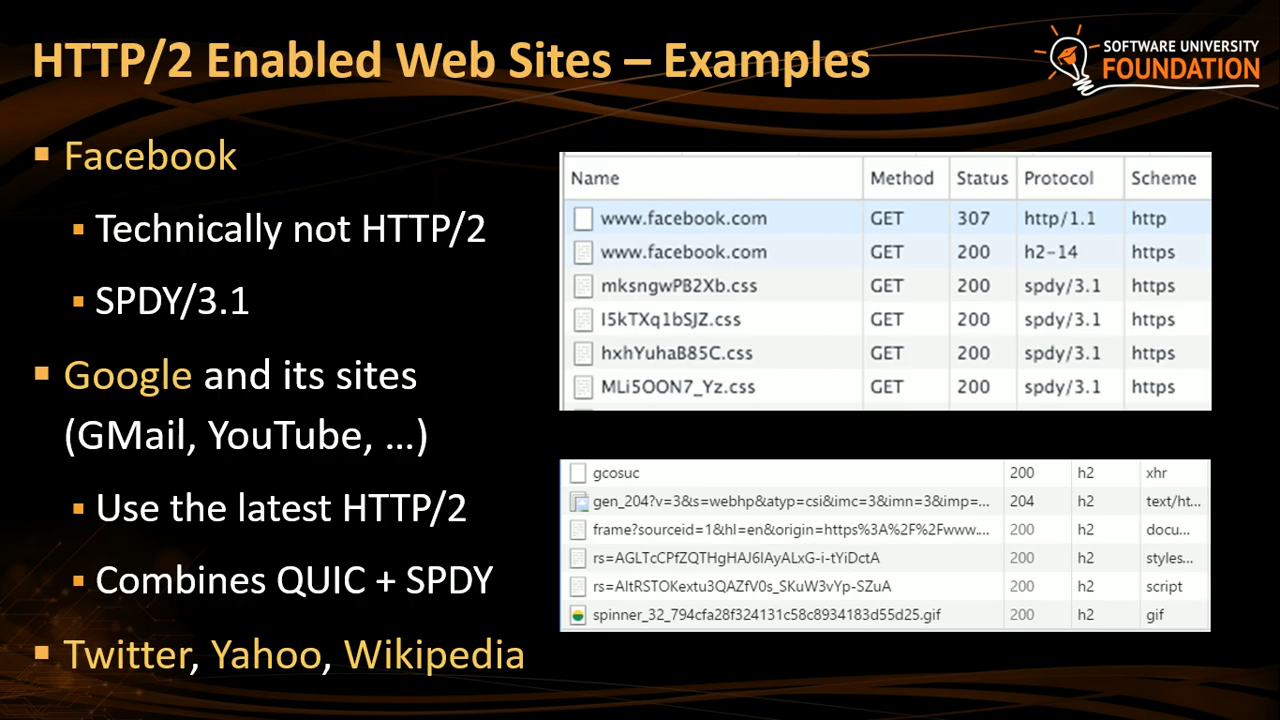 HTTP/2 Enabled Web Sites – Examples
SOFTWARE UNIVERSITY
FOUNDATION
▪ Facebook
▪ Technically not HTTP/2
▪ SPDY/3.1
▪ Google and its sites
(GMail, YouTube, …)
▪ Use the latest HTTP/2
▪ Combines QUIC + SPDY
▪ Twitter, Yahoo, Wikipedia
Name Method Status Protocol Scheme
www.facebook.com GET 307 http/1.1 http
www.facebook.com GET 200 h2-14 https
mksngwPB2Xb.css GET 200 spdy/3.1 https
I5kTXq1bSJZ.css GET 200 spdy/3.1 https
hxhYuhaB85C.css GET 200 spdy/3.1 https
MLi5OON7_Yz.css GET 200 spdy/3.1 https
gcosuc 200 h2 xhr
gen_204?v=3&s=webhp&atyp=csi&imc=3&imn=3&imp=... 204 h2 text/ht...
frame?sourceid=1&hl=en&origin=https%3A%2F%2Fwww.... 200 h2 docu...
rs=AGLTcCPfZQTHgHAJ6IAyALxG-i-tYiDctA 200 h2 styles...
rs=AItRSTOKextu3QAZfV0s_SKuW3vYp-SZuA 200 h2 script
spinner_32_794cfa28f324131c58c8934183d55d25.gif 200 h2 gif